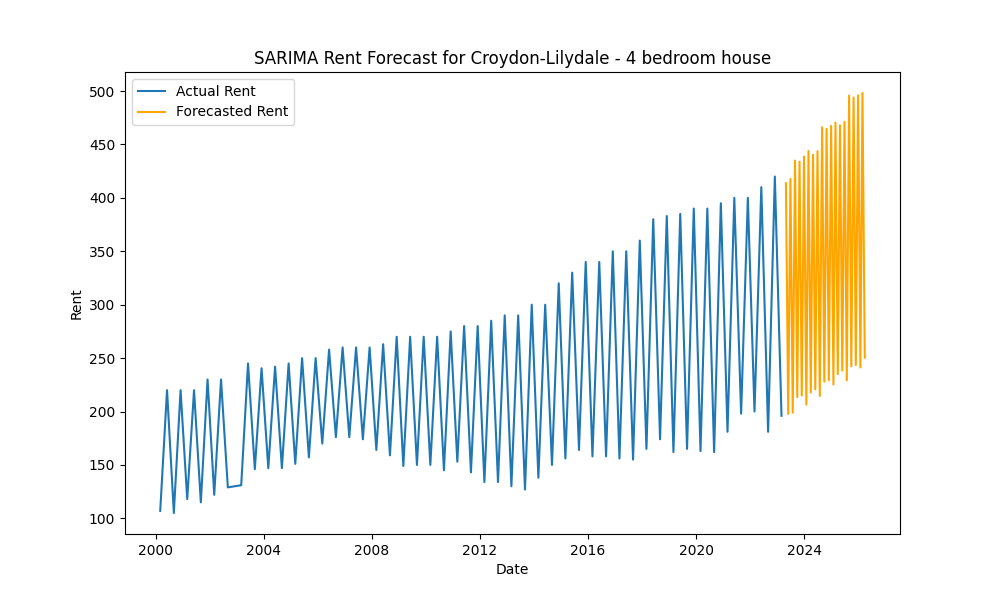 SARIMA Rent Forecast for Croydon-Lilydale - 4 bedroom house
Actual Rent
Forecasted Rent
500
450
400
350
300
250
200
150
100
Rent
2000 2004 2008 2012 2016 2020 2024
Date